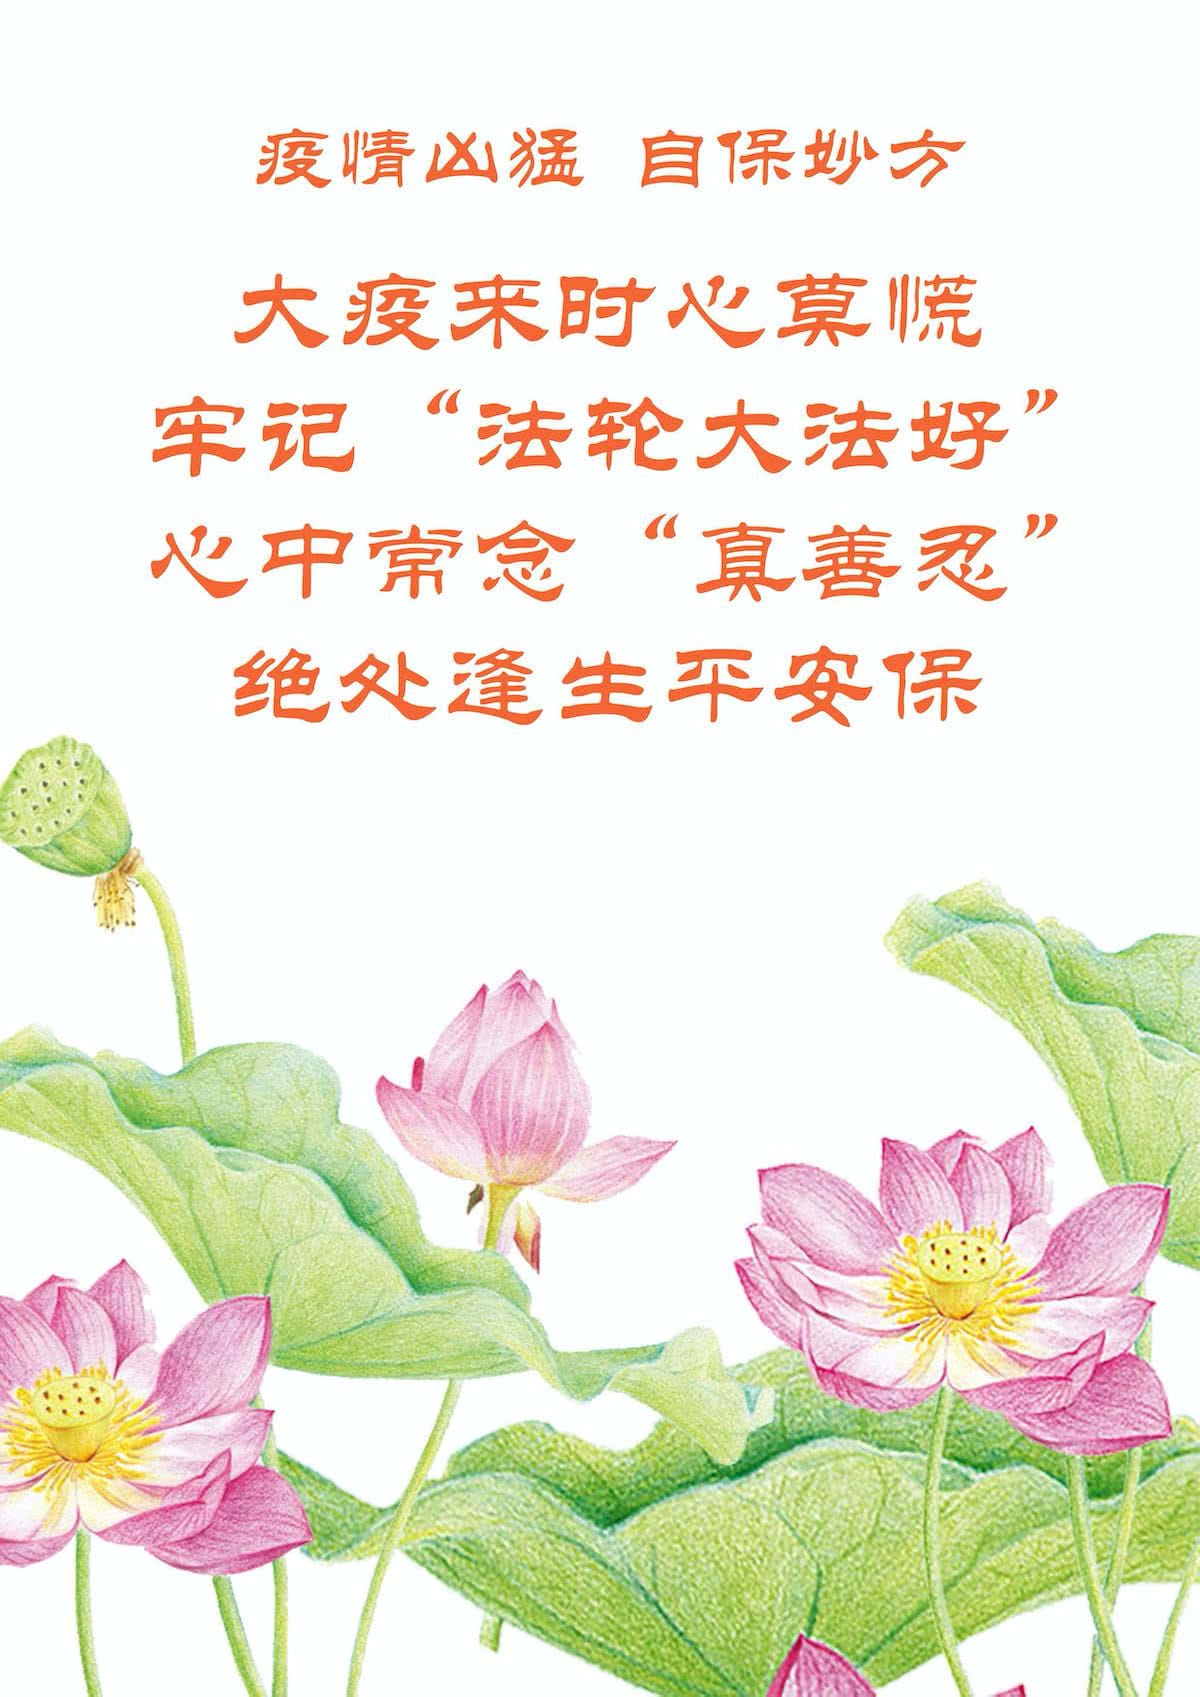 疫情凶猛 自保妙方
大疫来时心莫慌
牢记“法轮大法好”
心中常念“真善忍”
绝处逢生平安保